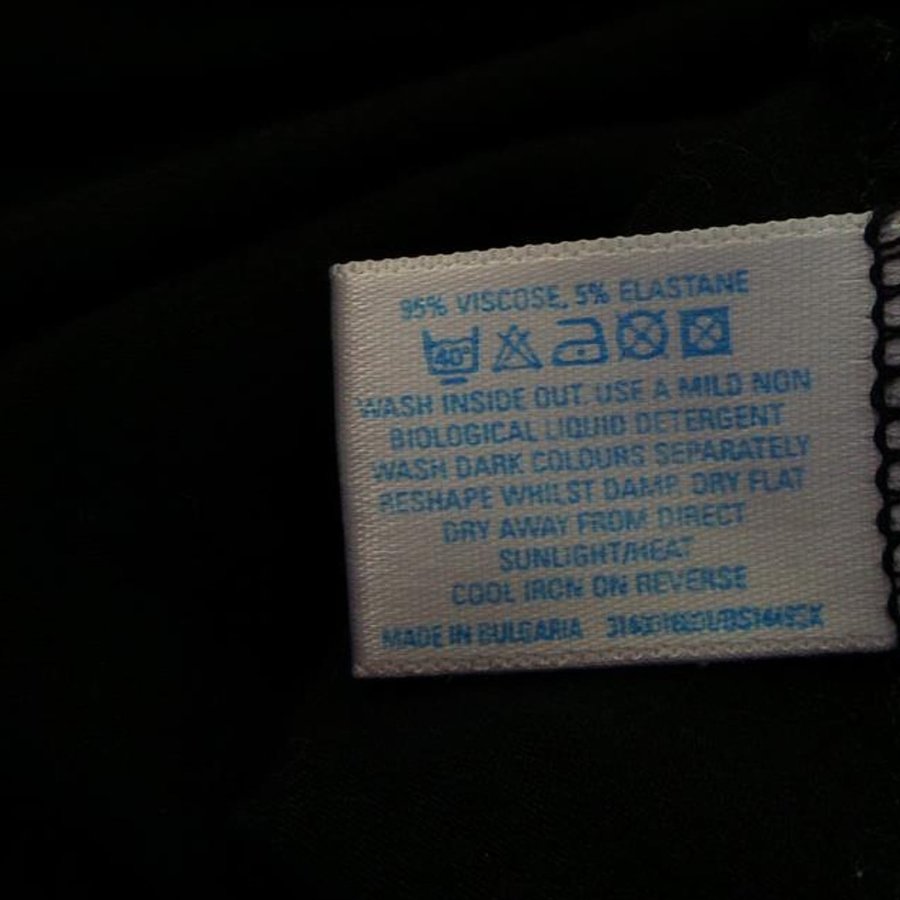 95% VISCOSE, 5% ELASTANE
40°
WASH INSIDE OUT. USE A MILD NON
BIOLOGICAL LIQUID DETERGENT
WASH DARK COLOURS SEPARATELY
RESHAPE WHILST DAMP. DRY FLAT
DRY AWAY FROM DIRECT
SUNLIGHT/HEAT
COOL IRON ON REVERSE
MADE IN BULGARIA